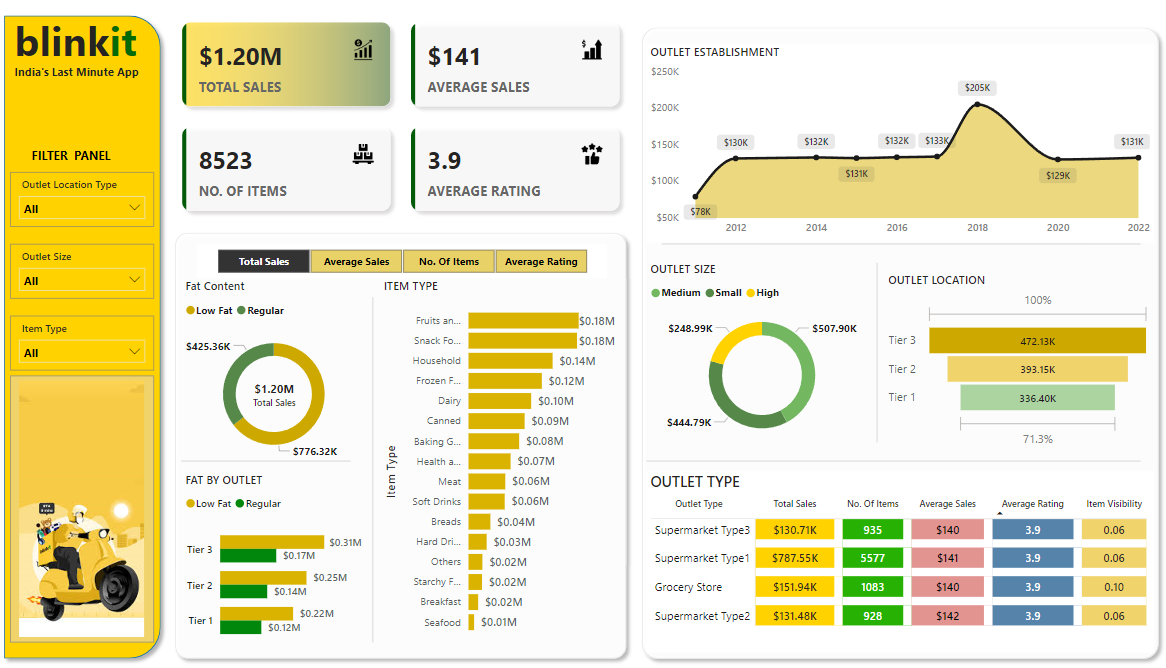 blinkit
India's Last Minute App
FILTER PANEL
Outlet Location Type
All
Outlet Size
All
Item Type
All
$1.20M
TOTAL SALES
$141
AVERAGE SALES
8523
NO. OF ITEMS
3.9
AVERAGE RATING
Total Sales Average Sales No. Of Items Average Rating
Fat Content
Low Fat Regular
$425.36K
$1.20M
Total Sales
$776.32K
FAT BY OUTLET
Low Fat Regular
Tier 3 $0.31M
$0.17M
Tier 2 $0.25M
$0.14M
Tier 1 $0.22M
$0.12M
ITEM TYPE
Item Type
Fruits an... $0.18M
Snack Fo... $0.18M
Household $0.14M
Frozen F... $0.12M
Dairy $0.10M
Canned $0.09M
Baking G... $0.08M
Health a... $0.07M
Meat $0.06M
Soft Drinks $0.06M
Breads $0.04M
Hard Dri... $0.03M
Others $0.02M
Starchy F... $0.02M
Breakfast $0.02M
Seafood $0.01M
OUTLET ESTABLISHMENT
$250K
$200K
$150K
$100K
$50K
$78K
$130K
$132K
$131K
$132K
$133K
$205K
$129K
$131K
2012 2014 2016 2018 2020 2022
OUTLET SIZE
Medium Small High
$248.99K
$507.90K
$444.79K
OUTLET LOCATION
100%
Tier 3 472.13K
Tier 2 393.15K
Tier 1 336.40K
71.3%
OUTLET TYPE
Outlet Type Total Sales No. Of Items Average Sales Average Rating Item Visibility
Supermarket Type3 $130.71K 935 $140 3.9 0.06
Supermarket Type1 $787.55K 5577 $141 3.9 0.06
Grocery Store $151.94K 1083 $140 3.9 0.10
Supermarket Type2 $131.48K 928 $142 3.9 0.06